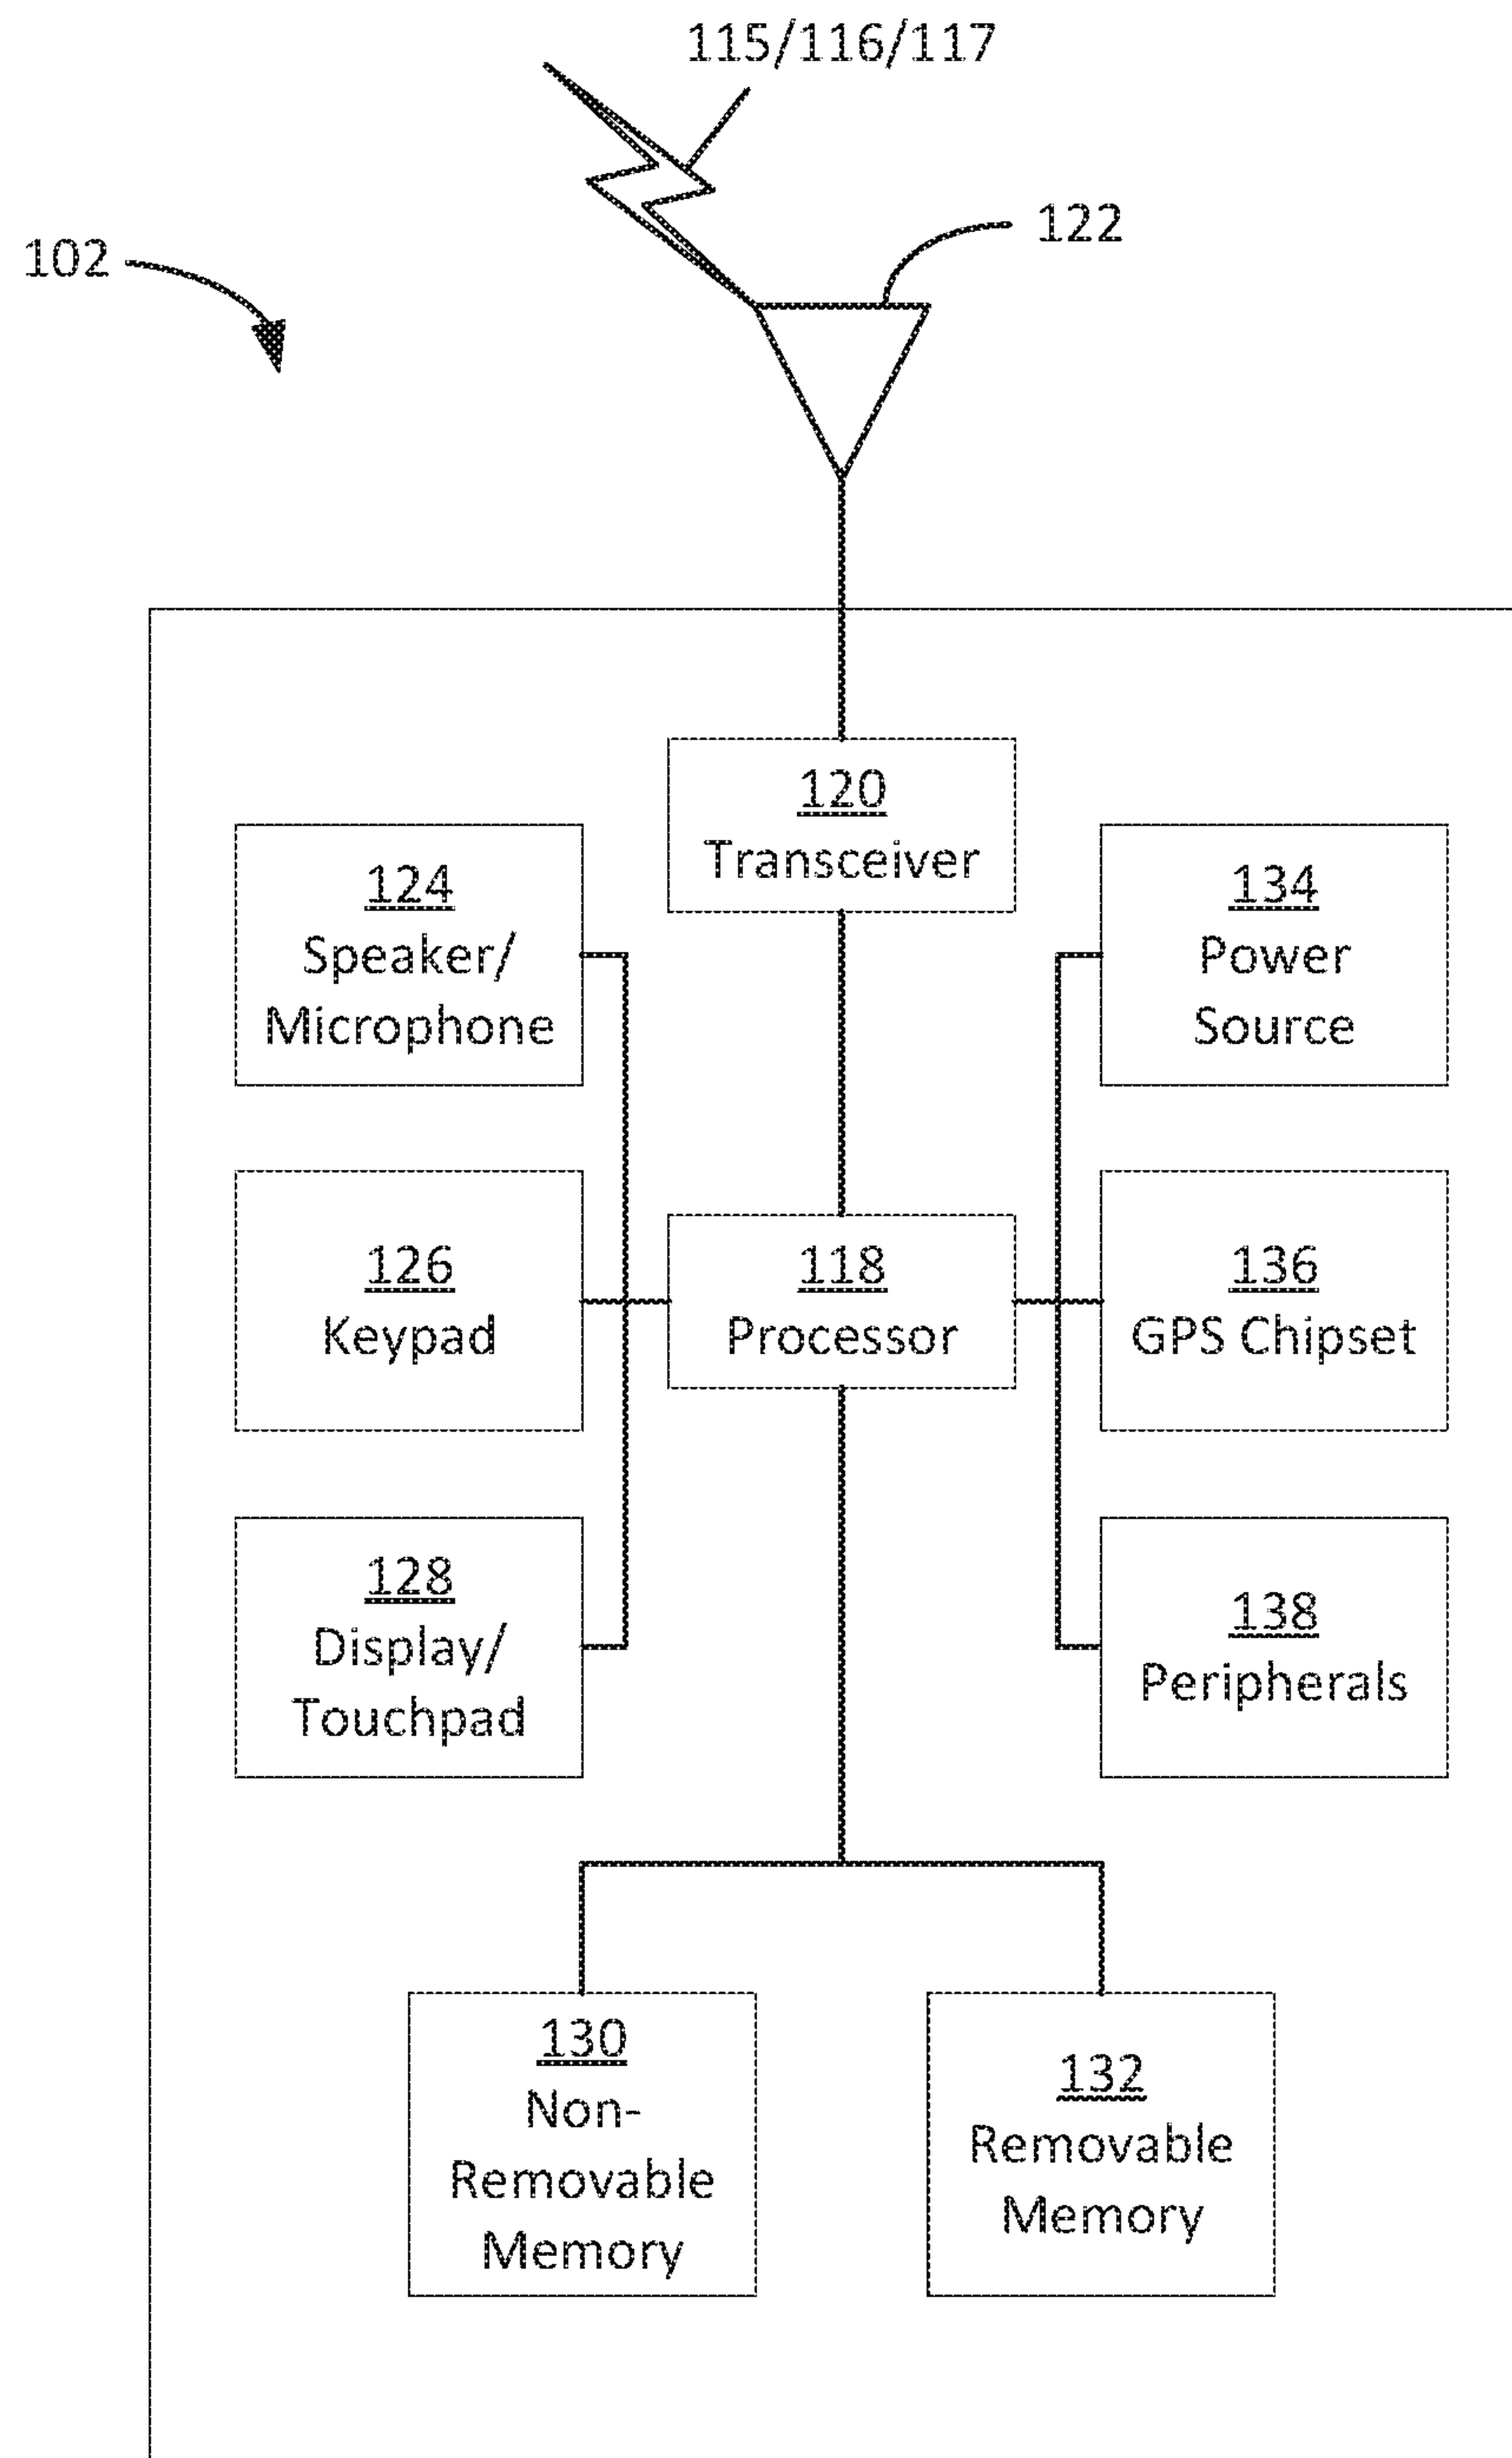 115/116/117
122
102
120
Transceiver
124
Speaker/
Microphone
134
Power
Source
126
Keypad
118
Processor
136
GPS Chipset
128
Display/
Touchpad
138
Peripherals
130
Non-
Removable
Memory
132
Removable
Memory